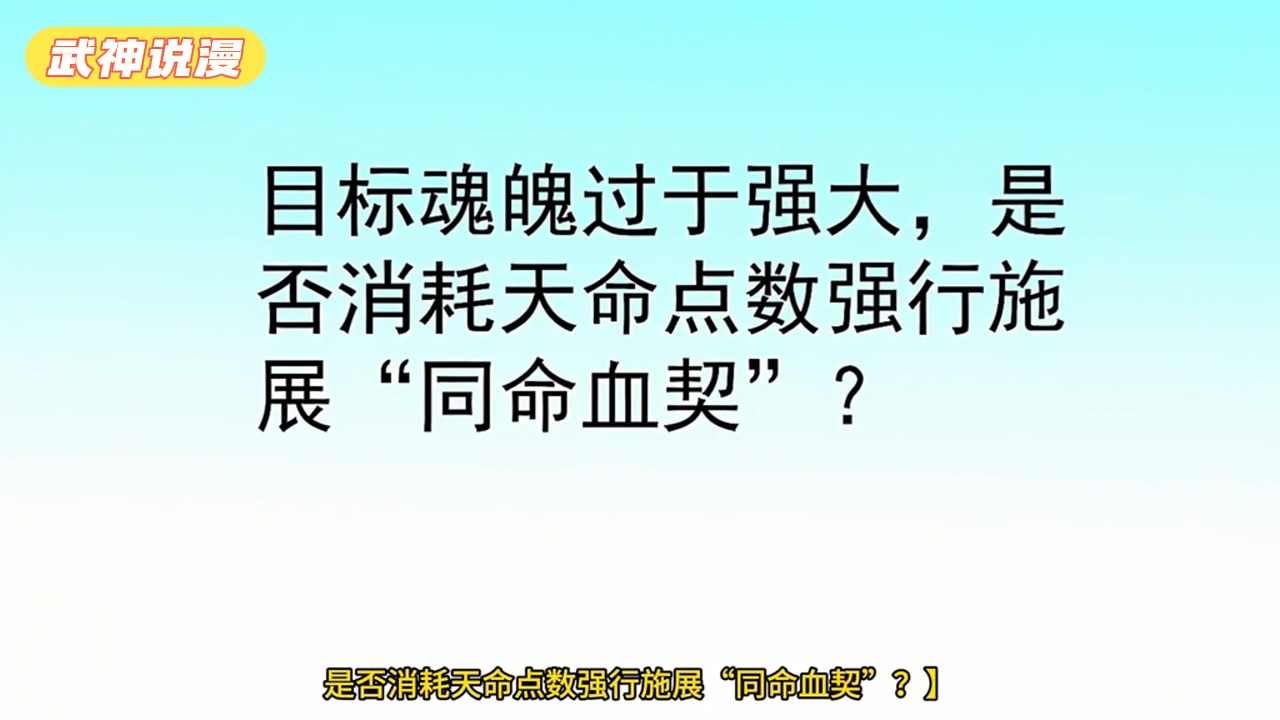 武神说漫
目标魂魄过于强大，是
否消耗天命点数强行施
展“同命血契”？
是否消耗天命点数强行施展“同命血契”？】